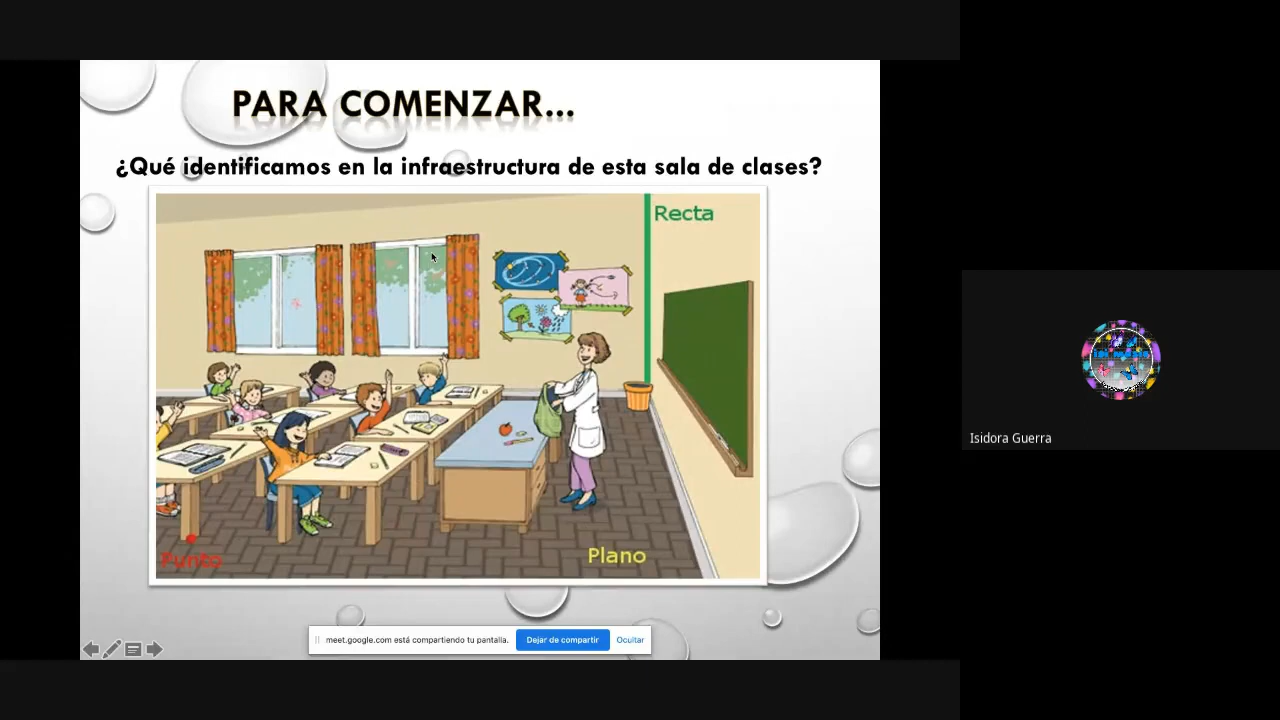 PARA COMENZAR...
¿Qué identificamos en la infraestructura de esta sala de clases?
Recta
Punto
Plano
meet.google.com está compartiendo tu pantalla.
Dejar de compartir
Ocultar
Isidora Guerra